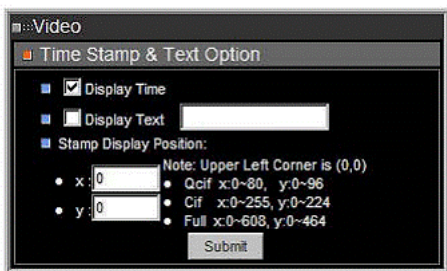 Video
Time Stamp & Text Option
Display Time
Display Text
Stamp Display Position:
Note: Upper Left Corner is (0,0)
x: 0
Qcif x:0~80, y:0~96
Cif x:0~255, y:0~224
y: 0
Full x:0~608, y:0~464
Submit